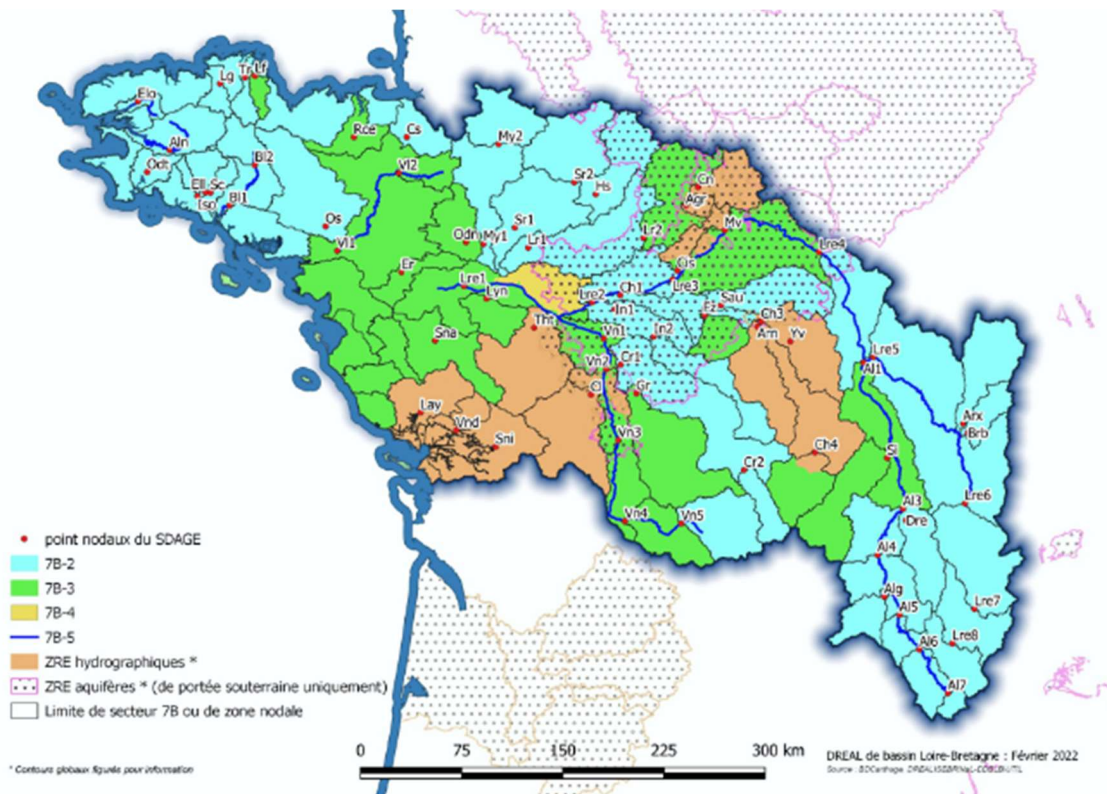 Lg Tr Lf
Elo
Aln
Odt
Bl2
Ell Sc
Iso Bl1
Rce Cs My2
Vl2
Sr2
Hs
Cn
Agr
Os
Vl1
Odn My1
Sr1
Lr1
Lr2
Mv
Lre4
Er
Lre1
Lyn
Cis
Lre3
Ch1
Lre2
In1
Sau
Ch3
Arn Yv
Tht
Sna
Vn1
In2
Lre5
Al1
Vn2
Cr1
Cl
Gr
Lay
Vnd
Sni
Vn3
Arx
Brb
Ch4
Si
Cr2
Lre6
Al3
Dre
Vn4
Vn5
Al4
Alg
Al5
Lre7
Al6
Lre8
Al7
point nodaux du SDAGE
7B-2
7B-3
7B-4
7B-5
ZRE hydrographiques *
ZRE aquifères * (de portée souterraine uniquement)
Limite de secteur 7B ou de zone nodale
0 75 150 225 300 km
* Contours globaux figurés pour information
DREAL de bassin Loire-Bretagne : Février 2022